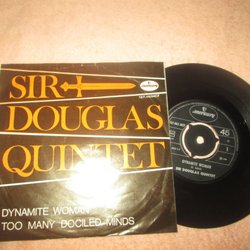 SIR
DOUGLAS
QUINTET
DYNAMITE WOMAN
TOO MANY DOCILED MINDS
mercury
45
DYNAMITE WOMAN
SIR DOUGLAS QUINTET